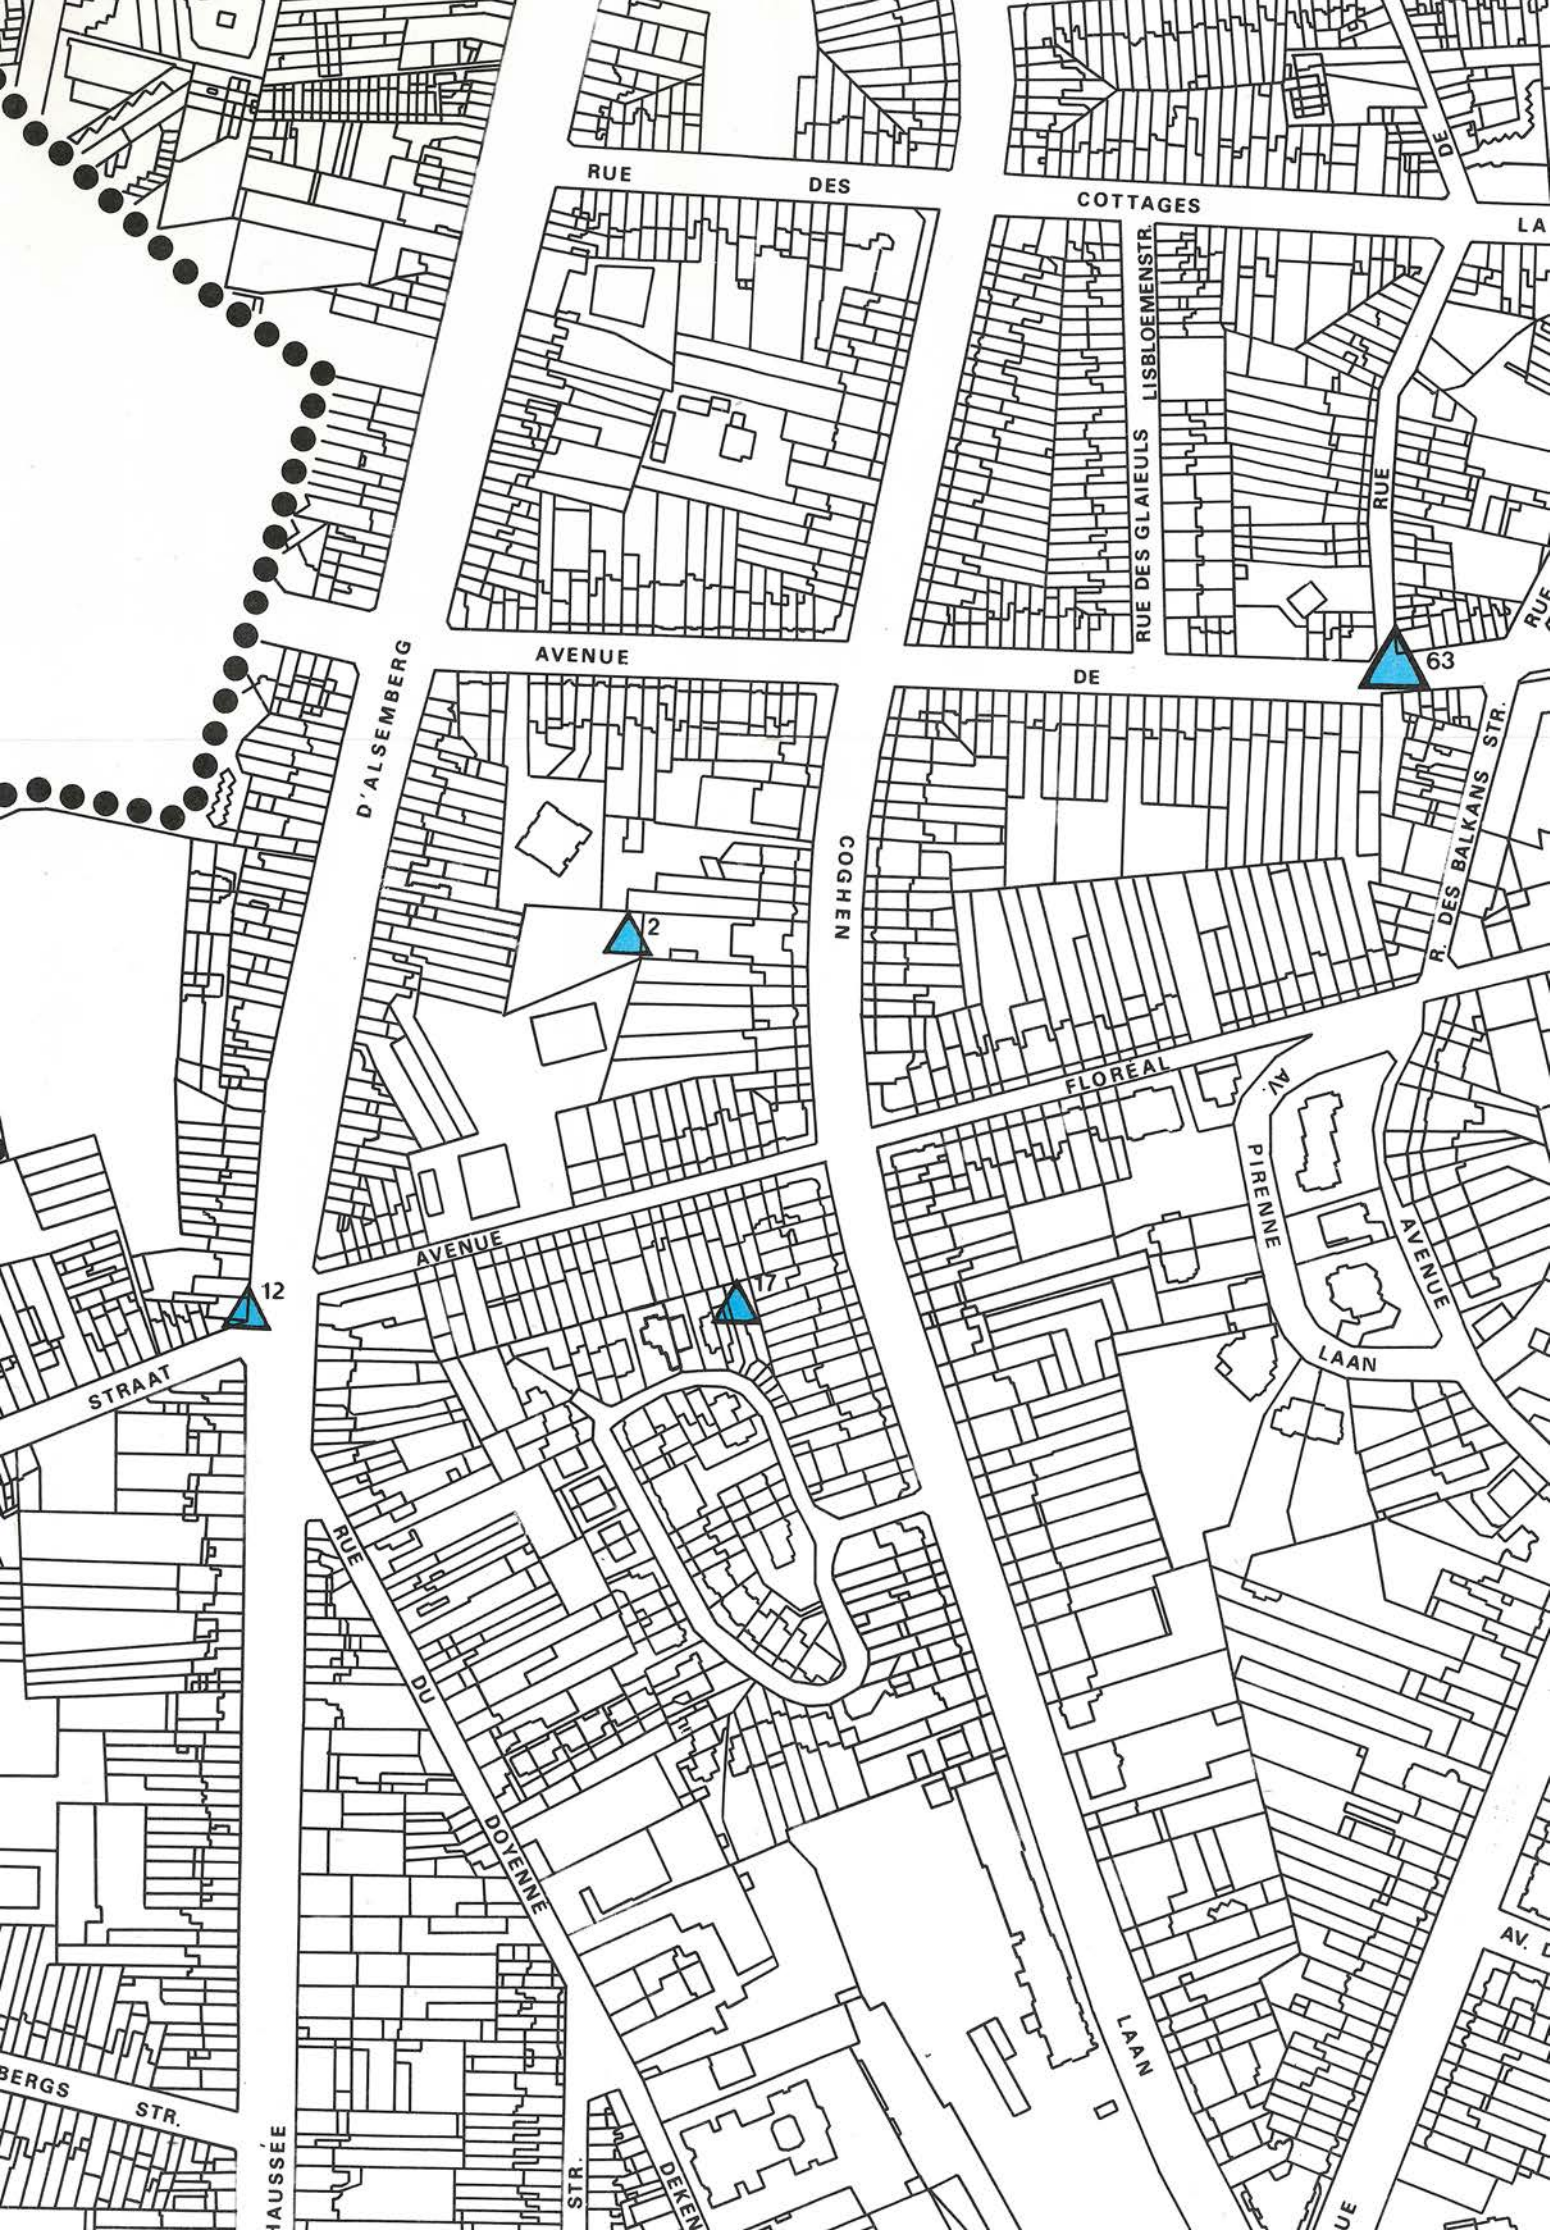 DE
RUE
DES
COTTAGES
LA
LISBLOEMENSTR.
RUE DES GLAIEULS
RUE
RUE
AVENUE
DE
63
D'ALSEMBERG
R. DES BALKANS STR.
COGHEN
2
FLORÉAL
AV.
PIRENNE
AVENUE
LAAN
AVENUE
12
17
STRAAT
RUE
DU
DOYENNE
AV. D
LAAN
BERGS
STR.
HAUSSÉE
STR.
DEKEN
UE